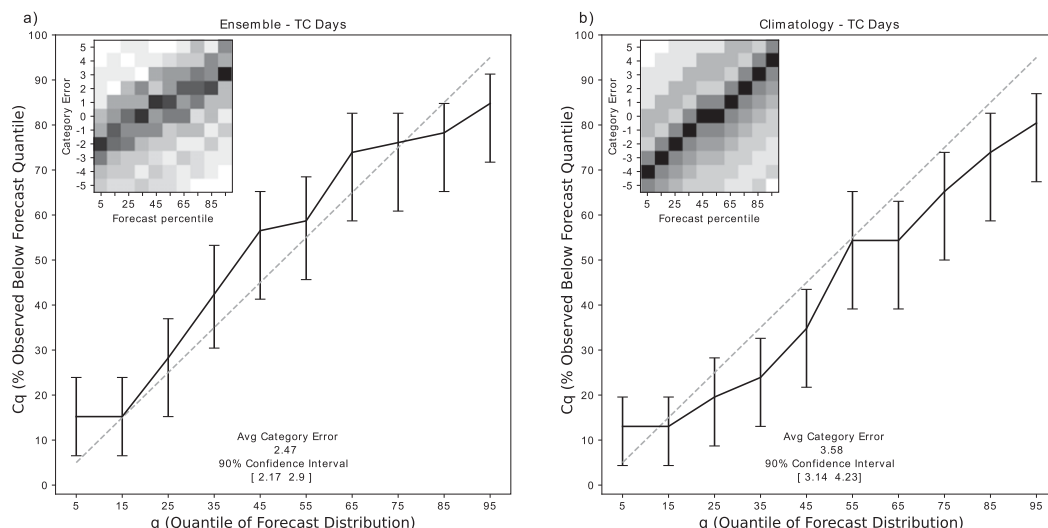 a)
Ensemble - TC Days
100
90
80
70
60
50
40
30
20
10
0
Cq (% Observed Below Forecast Quantile)
5
4
3
2
1
0
-1
-2
-3
-4
-5
Category Error
5 25 45 65 85
Forecast percentile
Avg Category Error
2.47
90% Confidence Interval
[ 2.17 2.9 ]
5 15 25 35 45 55 65 75 85 95
q (Quantile of Forecast Distribution)
b)
Climatology - TC Days
100
90
80
70
60
50
40
30
20
10
0
Cq (% Observed Below Forecast Quantile)
5
4
3
2
1
0
-1
-2
-3
-4
-5
Category Error
5 25 45 65 85
Forecast percentile
Avg Category Error
3.58
90% Confidence Interval
[ 3.14 4.23]
5 15 25 35 45 55 65 75 85 95
q (Quantile of Forecast Distribution)